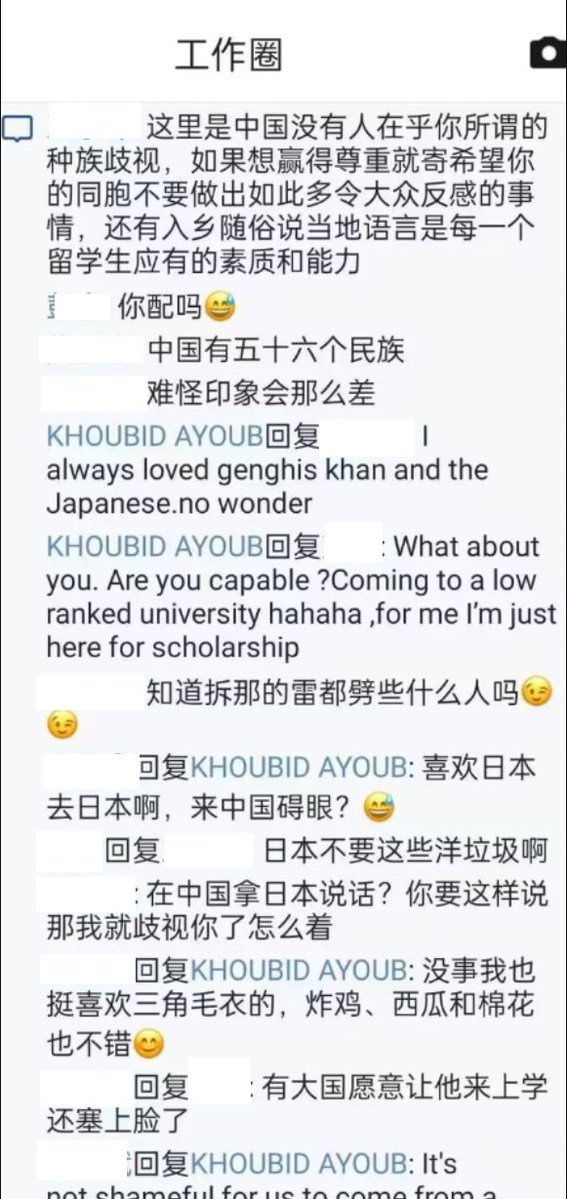 工作圈
这里是中国没有人在乎你所谓的
种族歧视，如果想赢得尊重就寄希望你
的同胞不要做出如此多令大众反感的事
情，还有入乡随俗说当地语言是每一个
留学生应有的素质和能力
你配吗😅
中国有五十六个民族
难怪印象会那么差
KHOUBID AYOUB回复 I
always loved genghis khan and the
Japanese.no wonder
KHOUBID AYOUB回复 : What about
you. Are you capable ?Coming to a low
ranked university hahaha ,for me I’m just
here for scholarship
知道拆那的雷都劈些什么人吗😉
😉
回复KHOUBID AYOUB: 喜欢日本
去日本啊，来中国碍眼？😅
回复 日本不要这些洋垃圾啊
: 在中国拿日本说话？你要这样说
那我就歧视你了怎么着
回复KHOUBID AYOUB: 没事我也
挺喜欢三角毛衣的，炸鸡、西瓜和棉花
也不错😊
回复 : 有大国愿意让他来上学
还塞上脸了
回复KHOUBID AYOUB: It's
not shameful for us to come from a